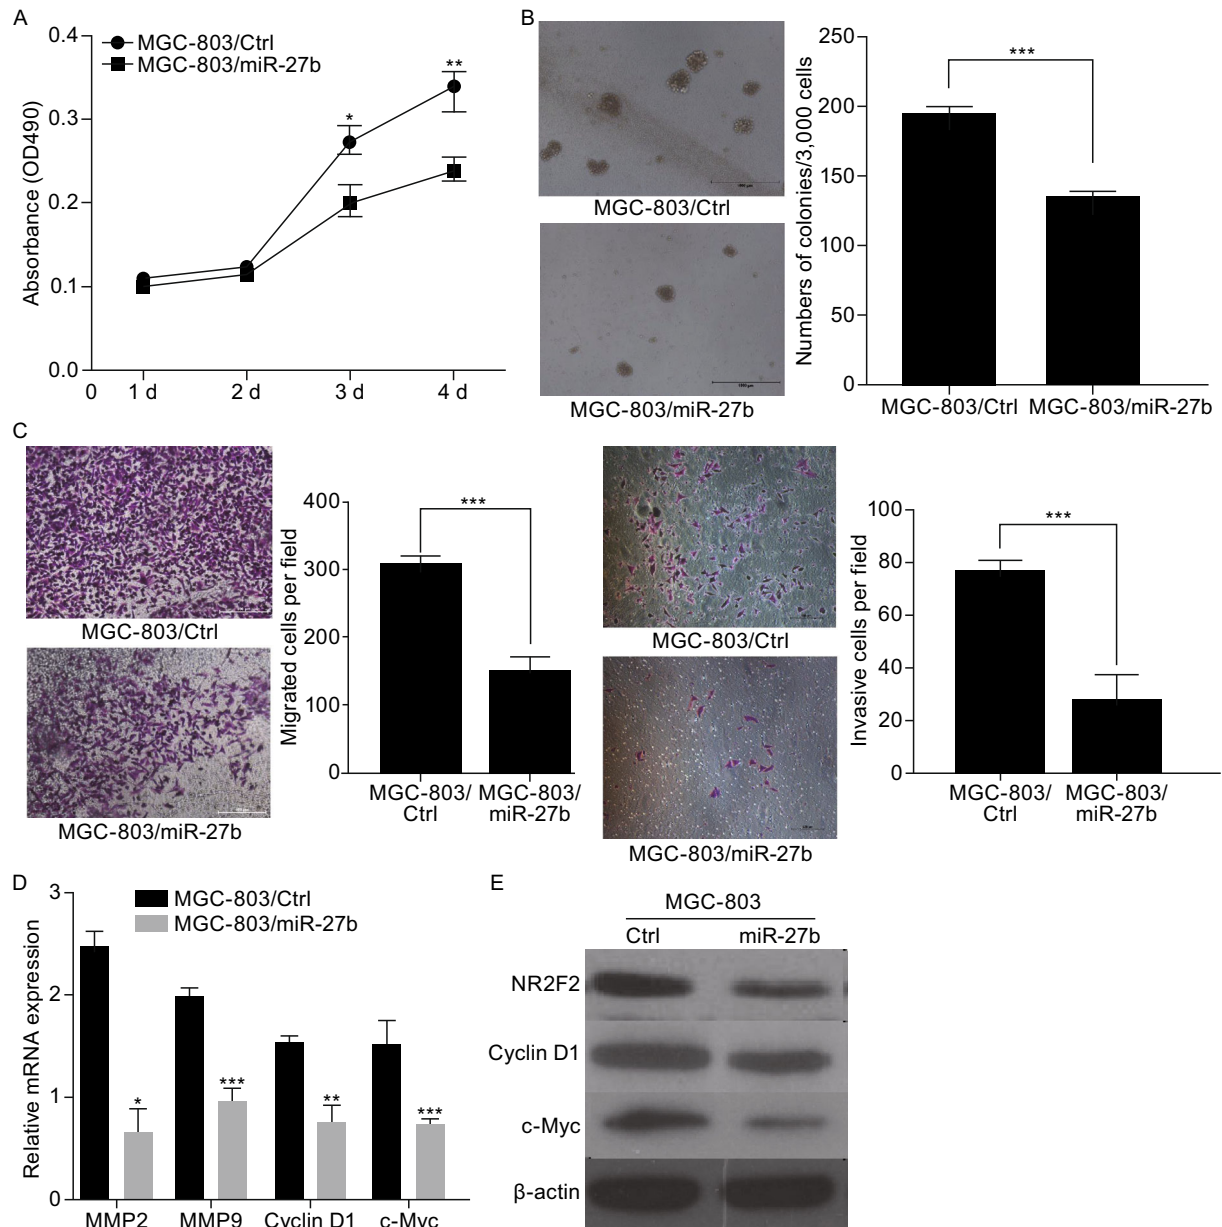 A
0.4
0.3
0.2
0.1
0.0
Absorbance (OD490)
MGC-803/Ctrl
MGC-803/miR-27b
*
**
0
1 d
2 d
3 d
4 d
B
MGC-803/Ctrl
MGC-803/miR-27b
Numbers of colonies/3,000 cells
250
200
150
100
50
0
***
MGC-803/Ctrl
MGC-803/miR-27b
C
MGC-803/Ctrl
MGC-803/miR-27b
Migrated cells per field
400
300
200
100
0
***
MGC-803/
Ctrl
MGC-803/
miR-27b
MGC-803/Ctrl
MGC-803/miR-27b
Invasive cells per field
100
80
60
40
20
0
***
MGC-803/
Ctrl
MGC-803/
miR-27b
D
Relative mRNA expression
3
2
1
0
MGC-803/Ctrl
MGC-803/miR-27b
*
***
**
***
MMP2
MMP9
Cyclin D1
c-Myc
E
MGC-803
Ctrl
miR-27b
NR2F2
Cyclin D1
c-Myc
β-actin